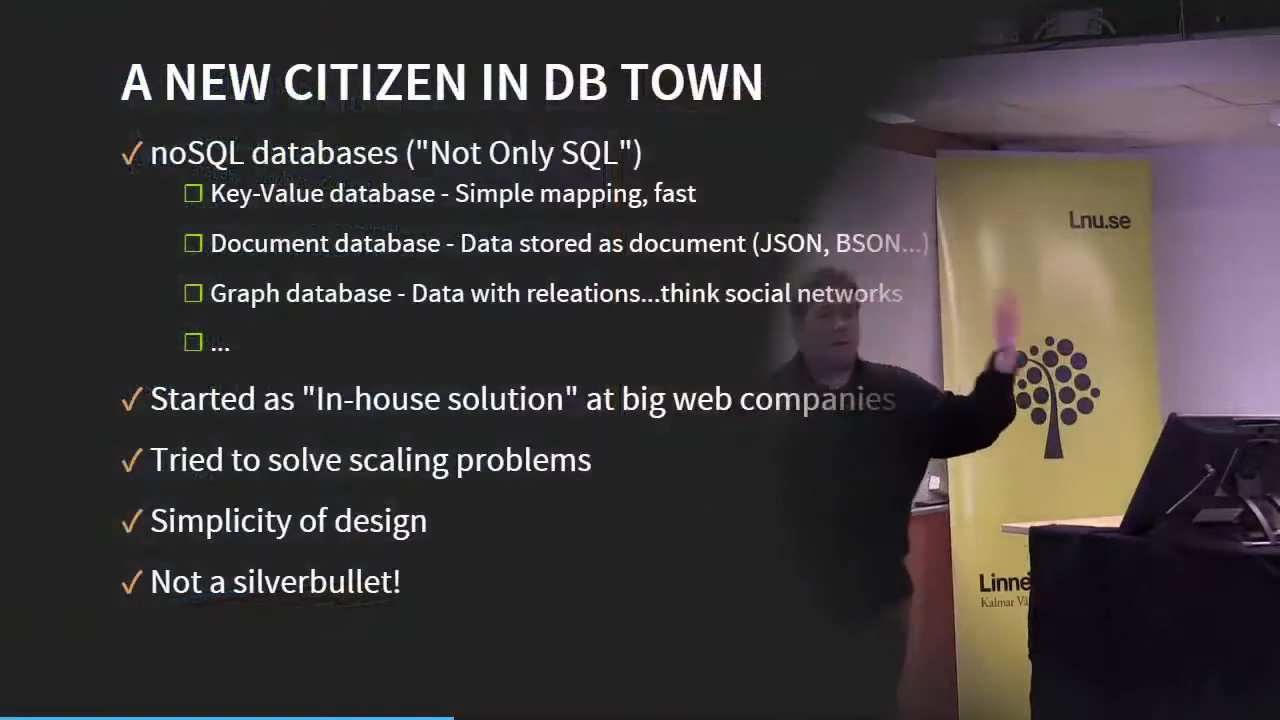 A NEW CITIZEN IN DB TOWN
✓ noSQL databases ("Not Only SQL")
❐ Key-Value database - Simple mapping, fast
❐ Document database - Data stored as document (JSON, BSON...)
❐ Graph database - Data with releations...think social networks
❐ ...
✓ Started as "In-house solution" at big web companies
✓ Tried to solve scaling problems
✓ Simplicity of design
✓ Not a silverbullet!
Lnu.se
Linne
Kalmar Vä